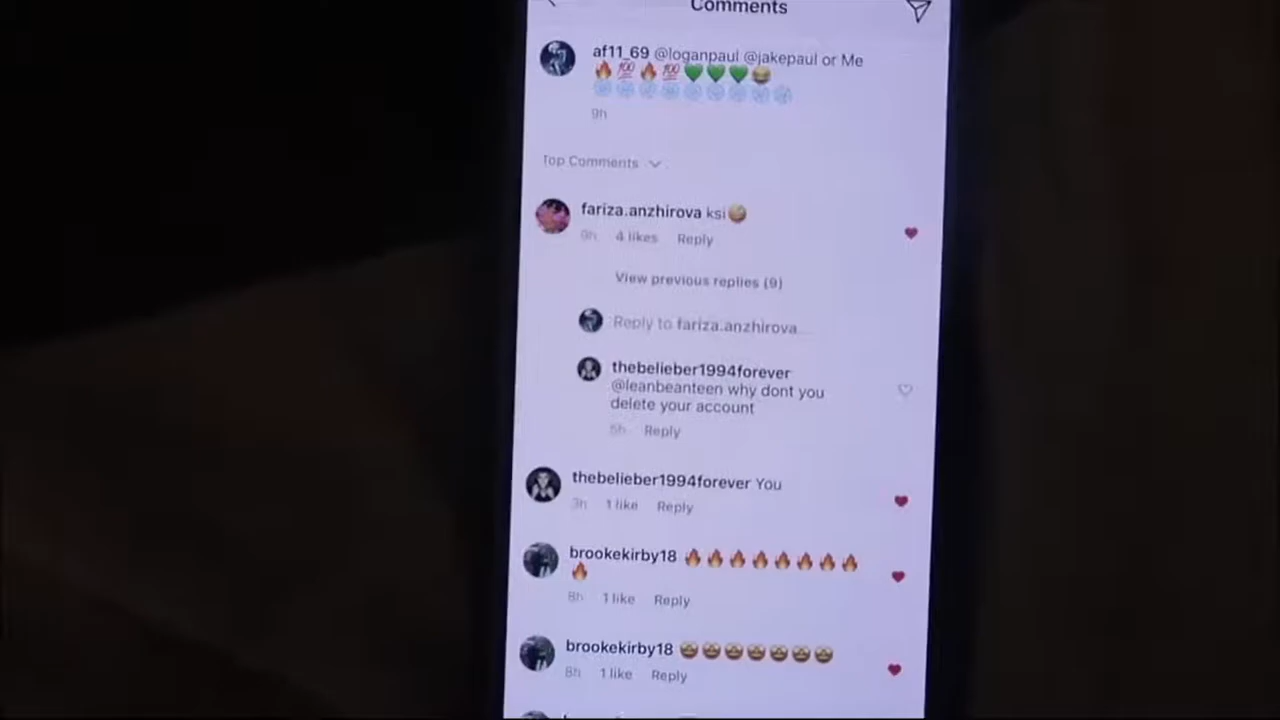 Comments
af11_69 @loganpaul @jakepaul or Me
🔥💯🔥💯💚💚💚😂
9h
Top Comments
fariza.anzhirova ksi
9h 4 likes Reply
View previous replies (9)
Reply to fariza.anzhirova...
thebelieber1994forever
@leanbeanteen why dont you
delete your account
5h Reply
thebelieber1994forever You
3h 1 like Reply
brookekirby18 🔥🔥🔥🔥🔥🔥🔥🔥
🔥
8h 1 like Reply
brookekirby18 🤩🤩🤩🤩🤩🤩🤩
8h 1 like Reply